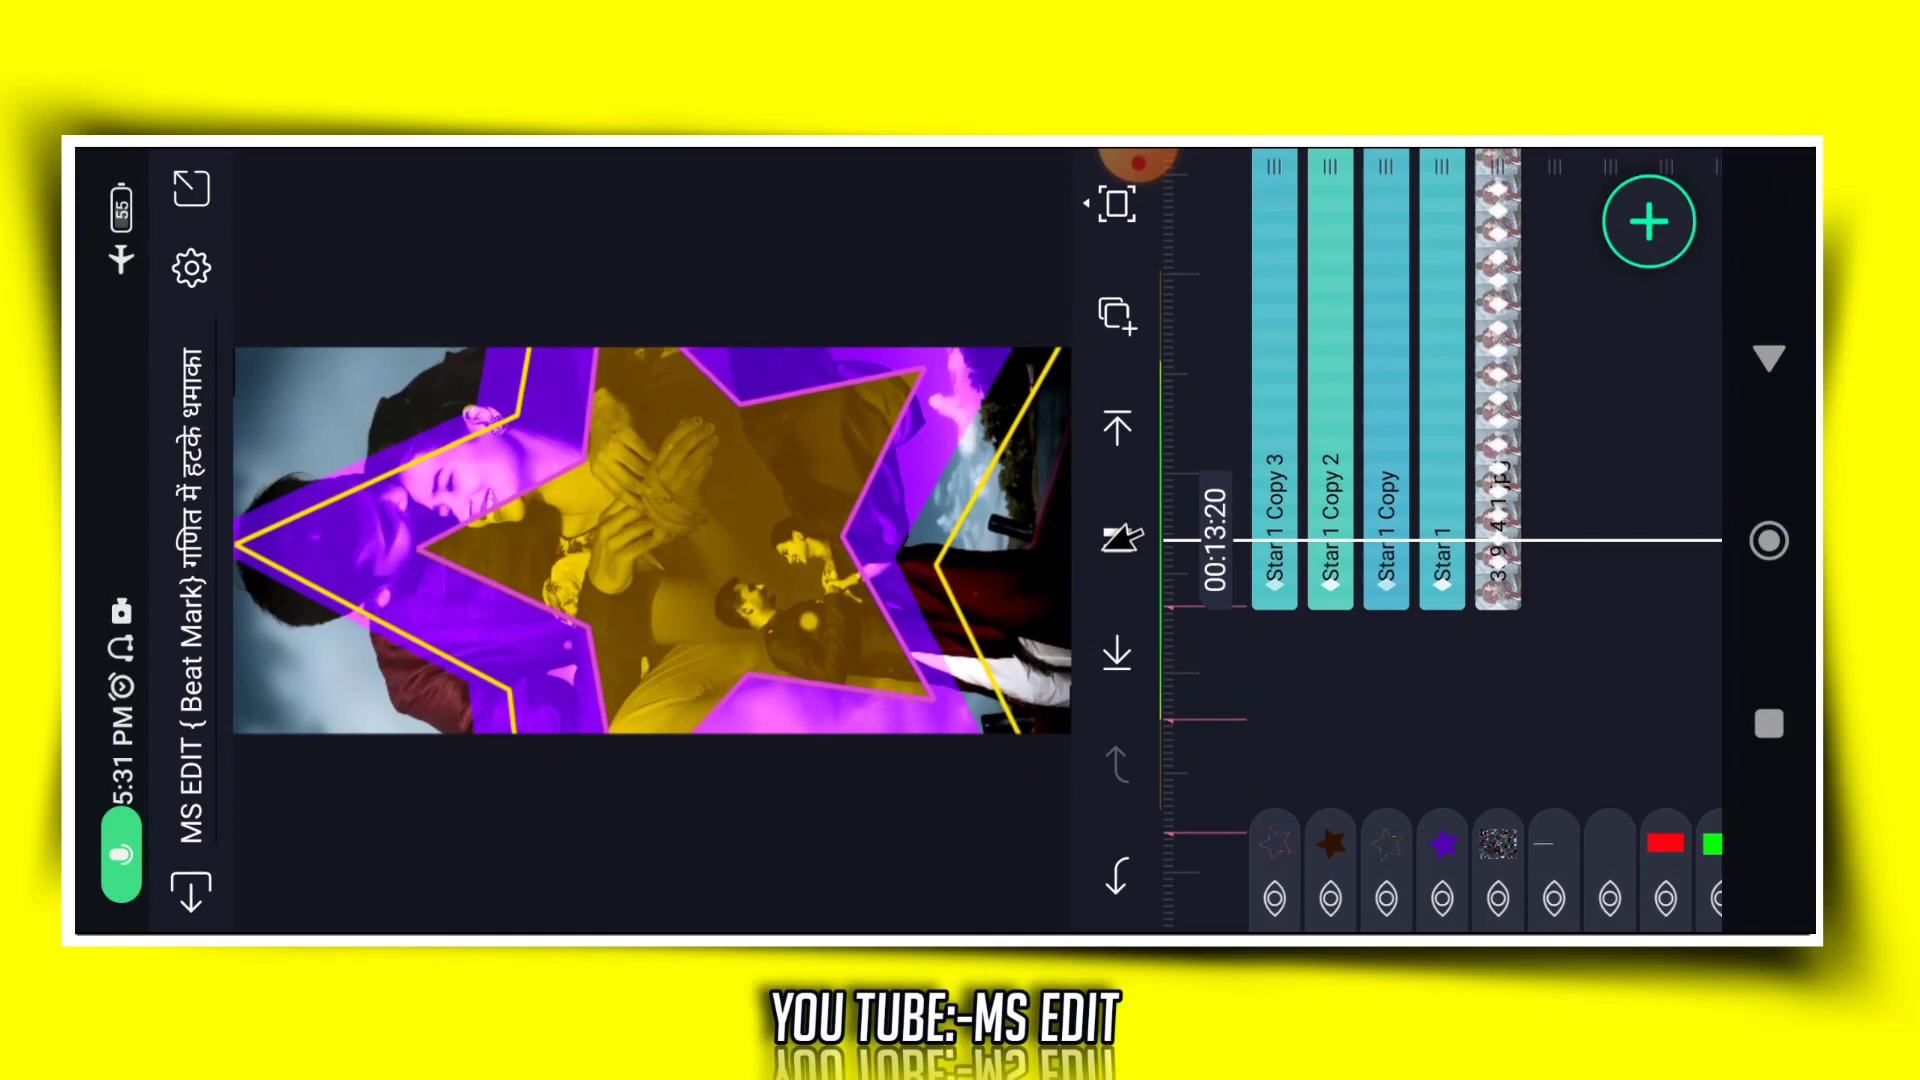 55
5:31 PM
MS EDIT { Beat Mark} गणित में हटके धमाका
00:13:20
Star 1 Copy 3
Star 1 Copy 2
Star 1 Copy
Star 1
YOU TUBE:-MS EDIT